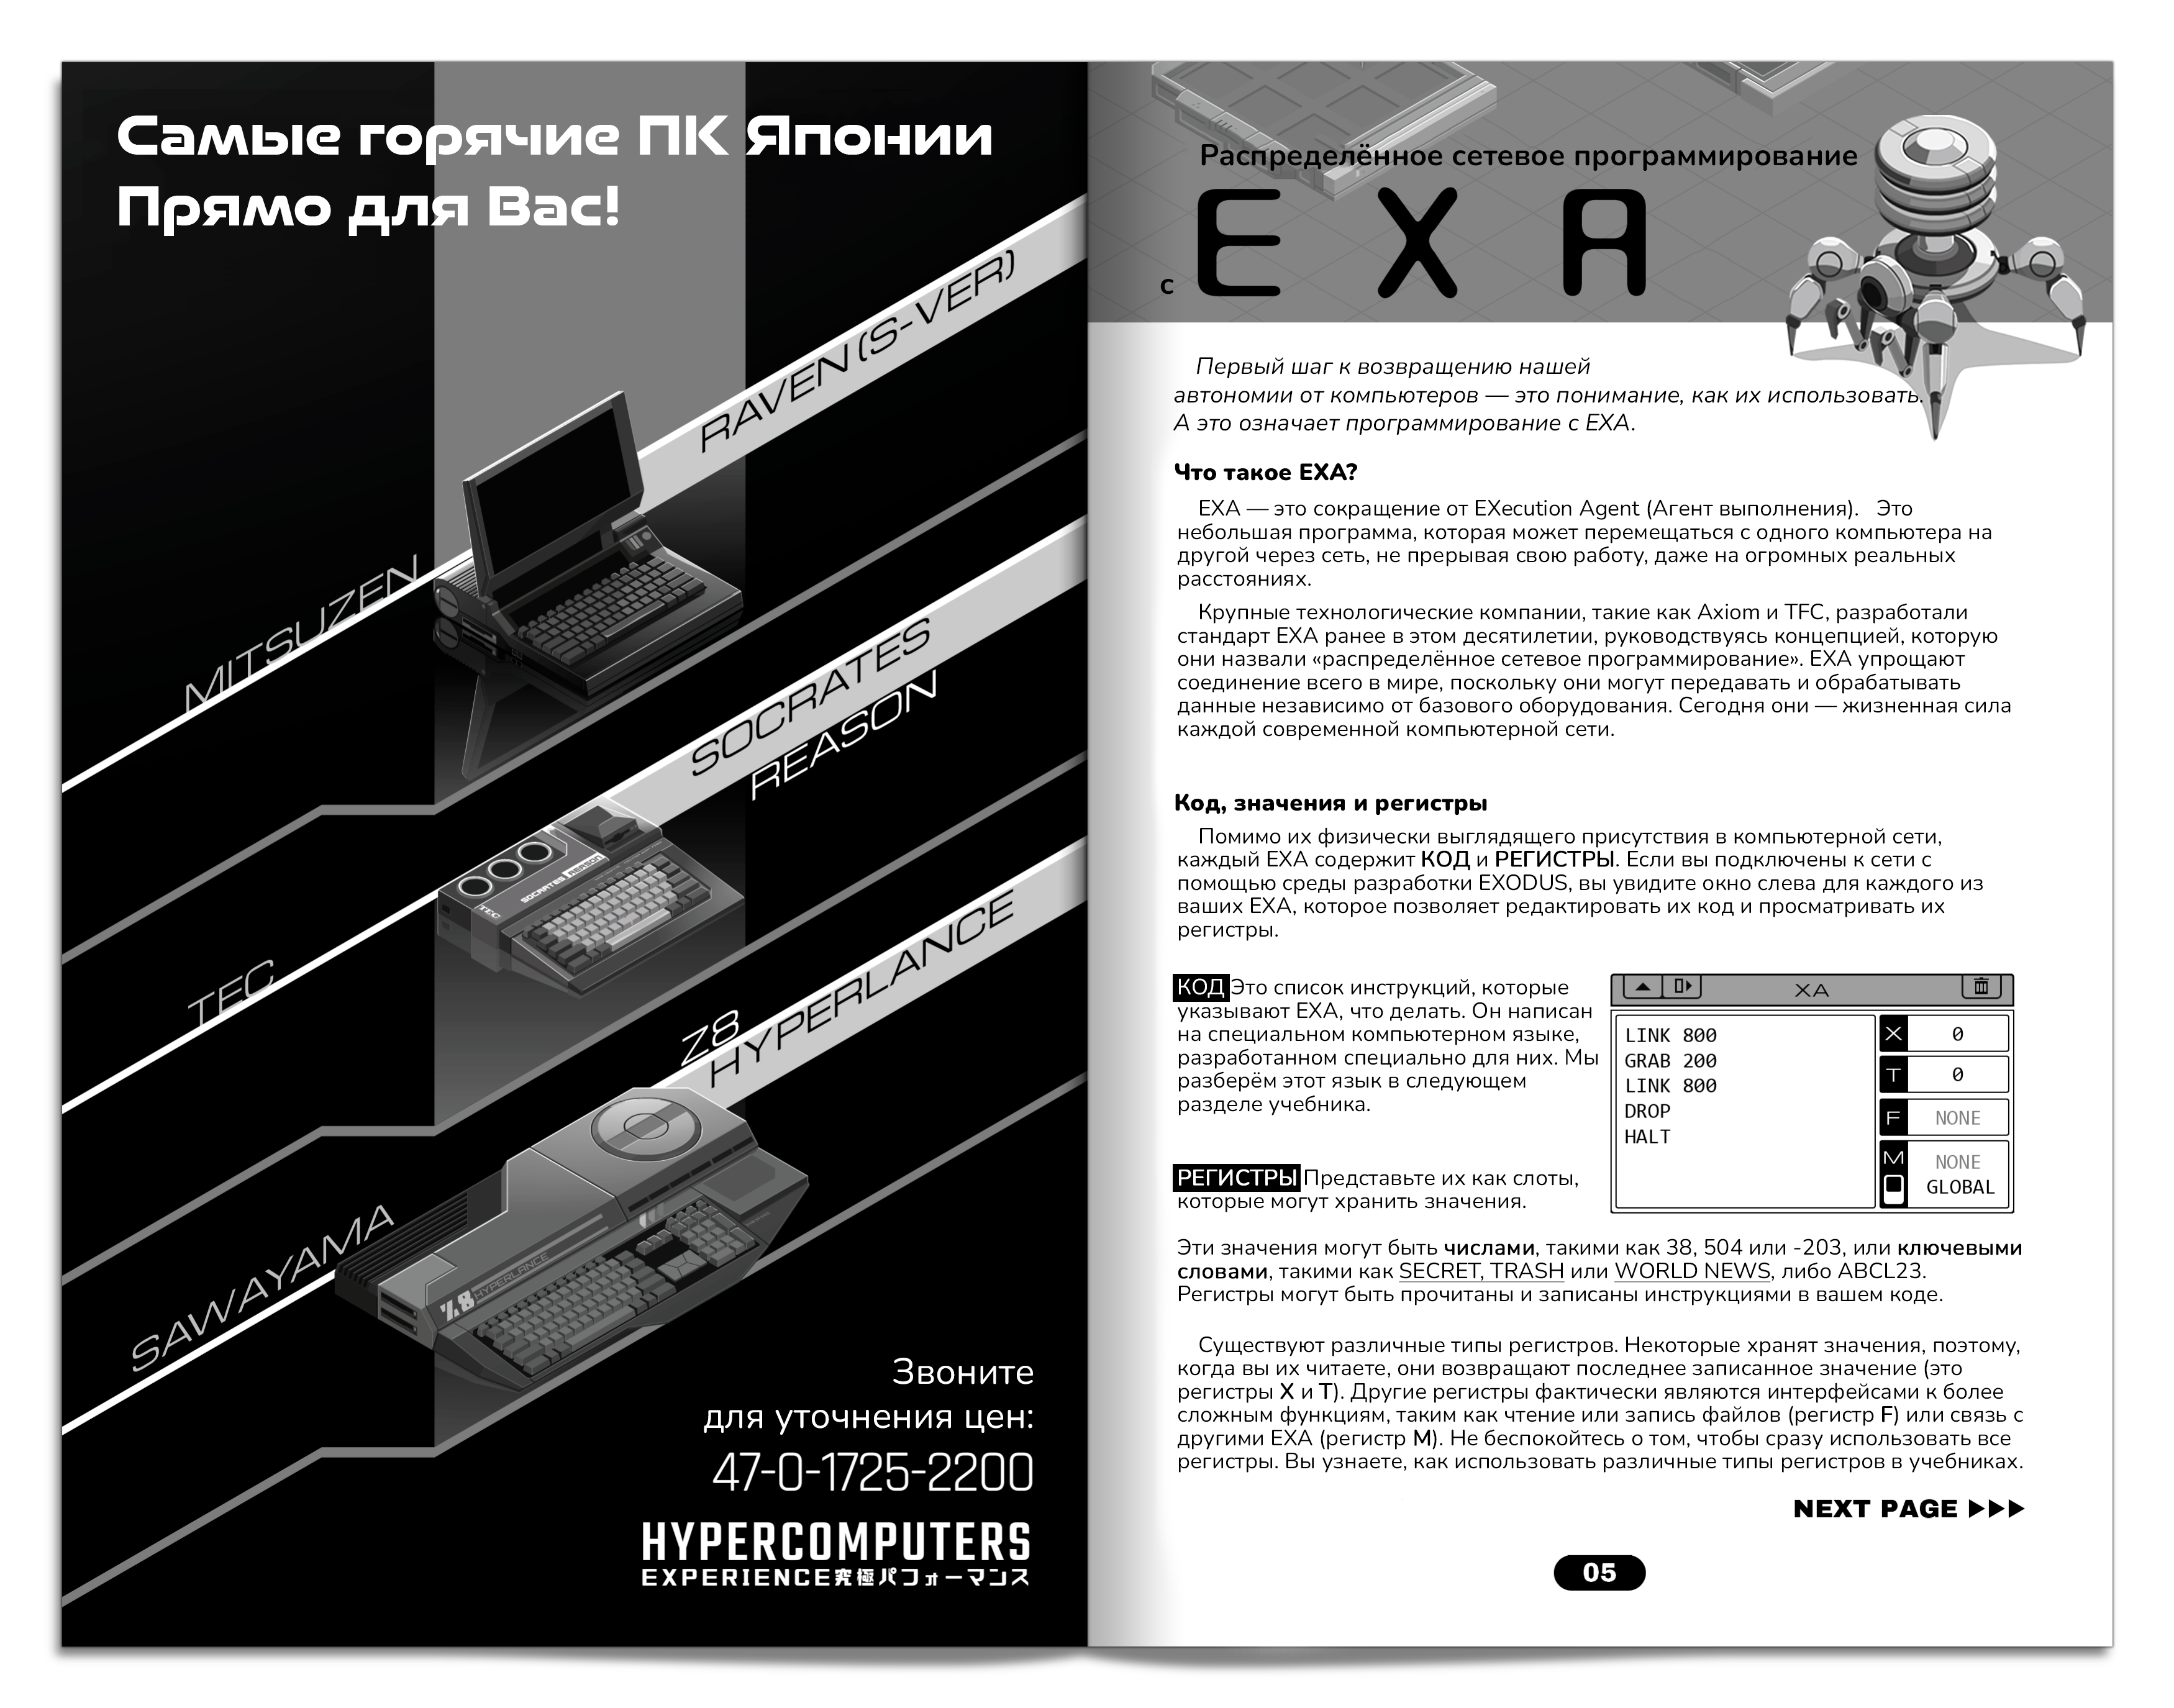 Самые горячие ПК Японии
Прямо для Вас!
RAVEN (S-VER)
MITSUZEN
SOCRATES
REASON
TEC
SOCRATES REASON
TEC
Z8
HYPERLANCE
SAWAYAMA
Z8 HYPERLANCE
Звоните
для уточнения цен:
47-0-1725-2200
HYPERCOMPUTERS
EXPERIENCE究極パフォーマンス
Распределённое сетевое программирование
с EXA
Первый шаг к возвращению нашей
автономии от компьютеров — это понимание, как их использовать.
А это означает программирование с EXA.
Что такое EXA?
EXA — это сокращение от EXecution Agent (Агент выполнения). Это
небольшая программа, которая может перемещаться с одного компьютера на
другой через сеть, не прерывая свою работу, даже на огромных реальных
расстояниях.
Крупные технологические компании, такие как Axiom и TFC, разработали
стандарт EXA ранее в этом десятилетии, руководствуясь концепцией, которую
они назвали «распределённое сетевое программирование». EXA упрощают
соединение всего в мире, поскольку они могут передавать и обрабатывать
данные независимо от базового оборудования. Сегодня они — жизненная сила
каждой современной компьютерной сети.
Код, значения и регистры
Помимо их физически выглядящего присутствия в компьютерной сети,
каждый EXA содержит КОД и РЕГИСТРЫ. Если вы подключены к сети с
помощью среды разработки EXODUS, вы увидите окно слева для каждого из
ваших EXA, которое позволяет редактировать их код и просматривать их
регистры.
КОД Это список инструкций, которые
указывают EXA, что делать. Он написан
на специальном компьютерном языке,
разработанном специально для них. Мы
разберём этот язык в следующем
разделе учебника.
РЕГИСТРЫ Представьте их как слоты,
которые могут хранить значения.
XA
LINK 800
GRAB 200
LINK 800
DROP
HALT
X 0
T 0
F NONE
M NONE
GLOBAL
Эти значения могут быть числами, такими как 38, 504 или -203, или ключевыми
словами, такими как SECRET, TRASH или WORLD NEWS, либо ABCL23.
Регистры могут быть прочитаны и записаны инструкциями в вашем коде.
Существуют различные типы регистров. Некоторые хранят значения, поэтому,
когда вы их читаете, они возвращают последнее записанное значение (это
регистры X и T). Другие регистры фактически являются интерфейсами к более
сложным функциям, таким как чтение или запись файлов (регистр F) или связь с
другими EXA (регистр M). Не беспокойтесь о том, чтобы сразу использовать все
регистры. Вы узнаете, как использовать различные типы регистров в учебниках.
NEXT PAGE
05